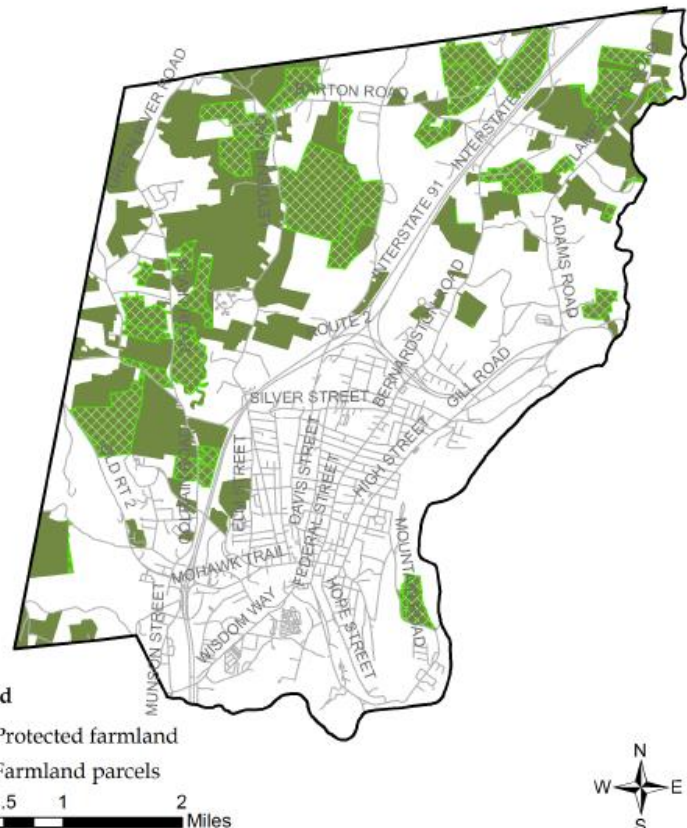 BARTON ROAD
INTERSTATE
INTERSTATE 91
ROUTE 2
BERNARDSTON ROAD
ADAMS ROAD
SILVER STREET
GILL ROAD
HIGH STREET
DAVIS STREET
FEDERAL STREET
OLD RT 2
MOHAWK TRAIL
WISDOM WAY
HOPE STREET
MUNSON STREET
d
Protected farmland
Farmland parcels
.5 1 2
Miles
N
W E
S